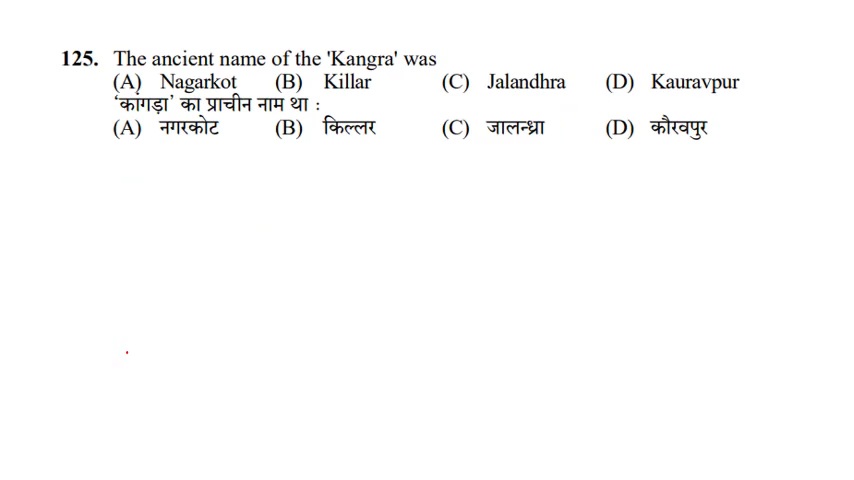 125. The ancient name of the 'Kangra' was
(A) Nagarkot (B) Killar (C) Jalandhra (D) Kauravpur
‘कांगड़ा’ का प्राचीन नाम था :
(A) नगरकोट (B) किल्लर (C) जालन्ध्रा (D) कौरवपुर